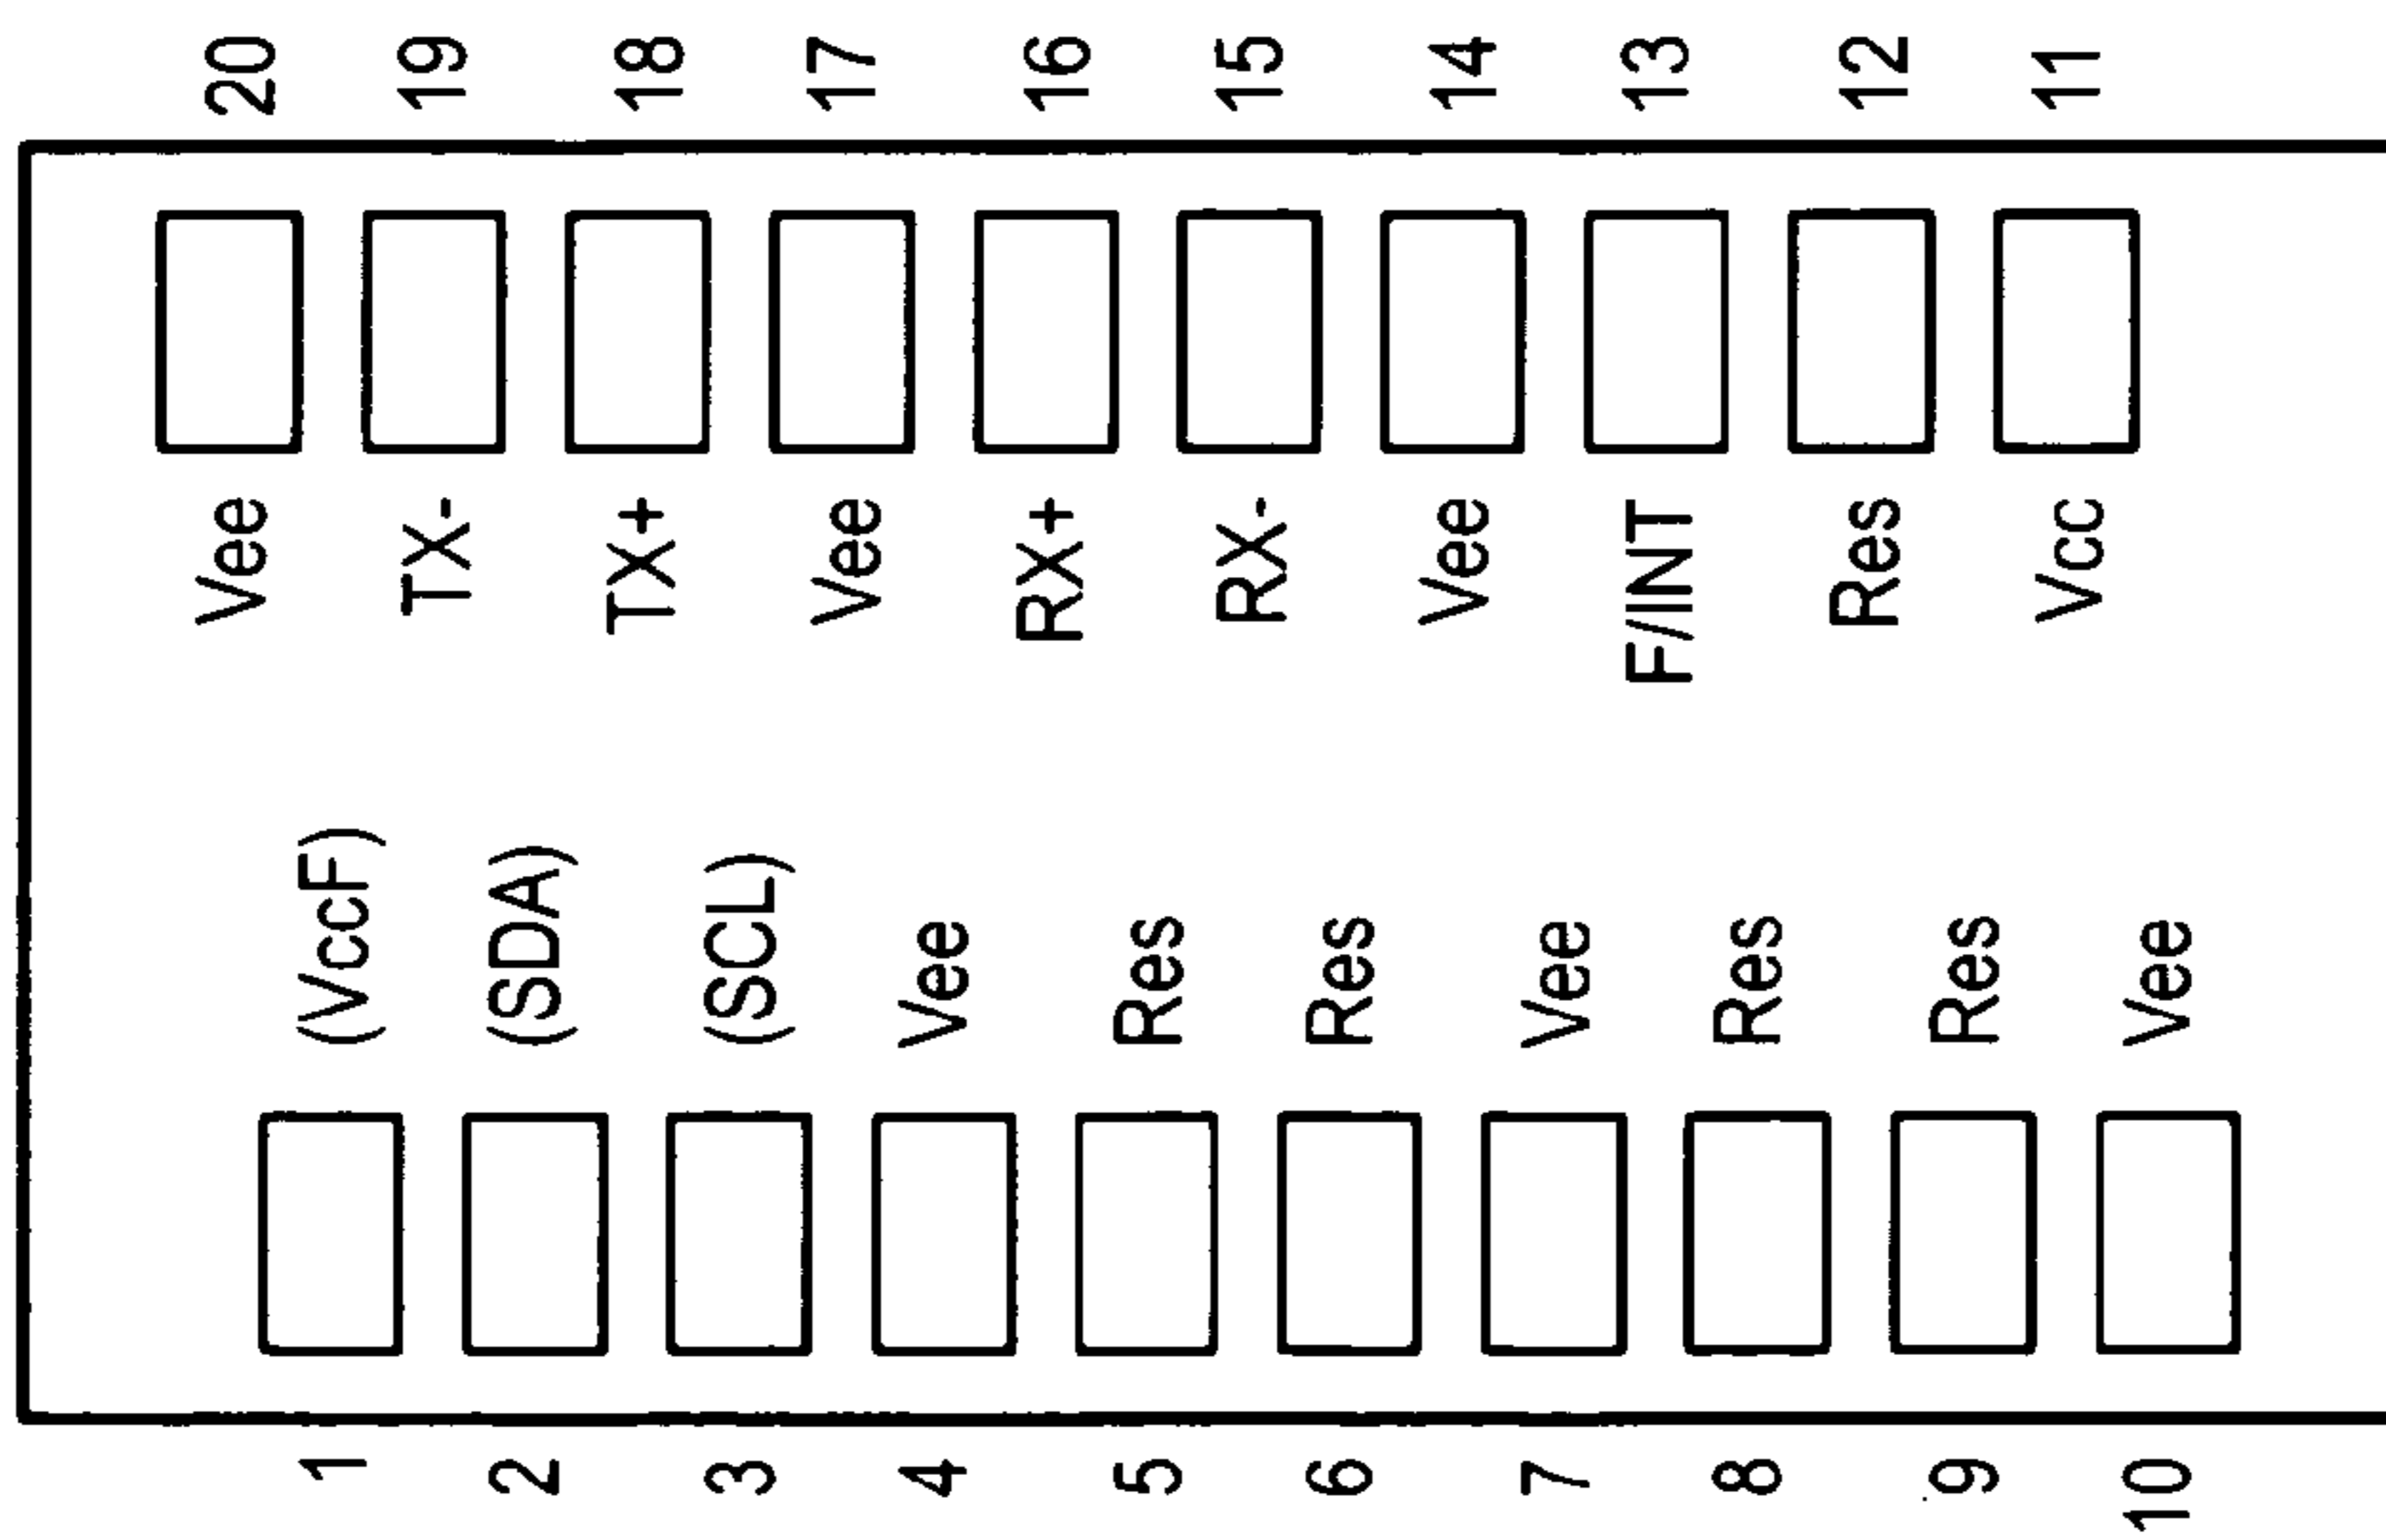 1 (VccF) Vee 20
2 (SDA) TX- 19
3 (SCL) TX+ 18
4 Vee Vee 17
5 Res RX+ 16
6 Res RX- 15
7 Vee Vee 14
8 Res F/INT 13
9 Res Res 12
10 Vee Vcc 11